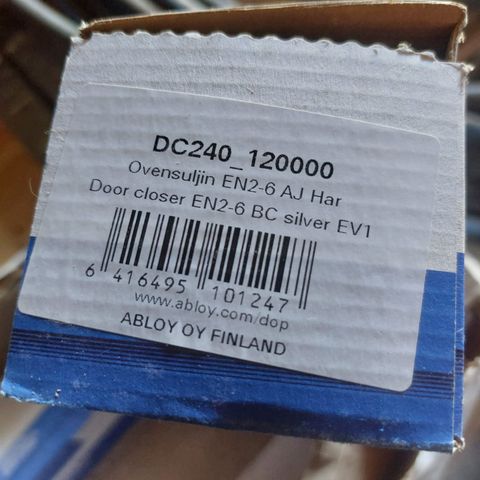 DC240_120000
Ovensuljin EN2-6 AJ Har
Door closer EN2-6 BC silver EV1
6 416495 101247
www.abloy.com/dop
ABLOY OY FINLAND